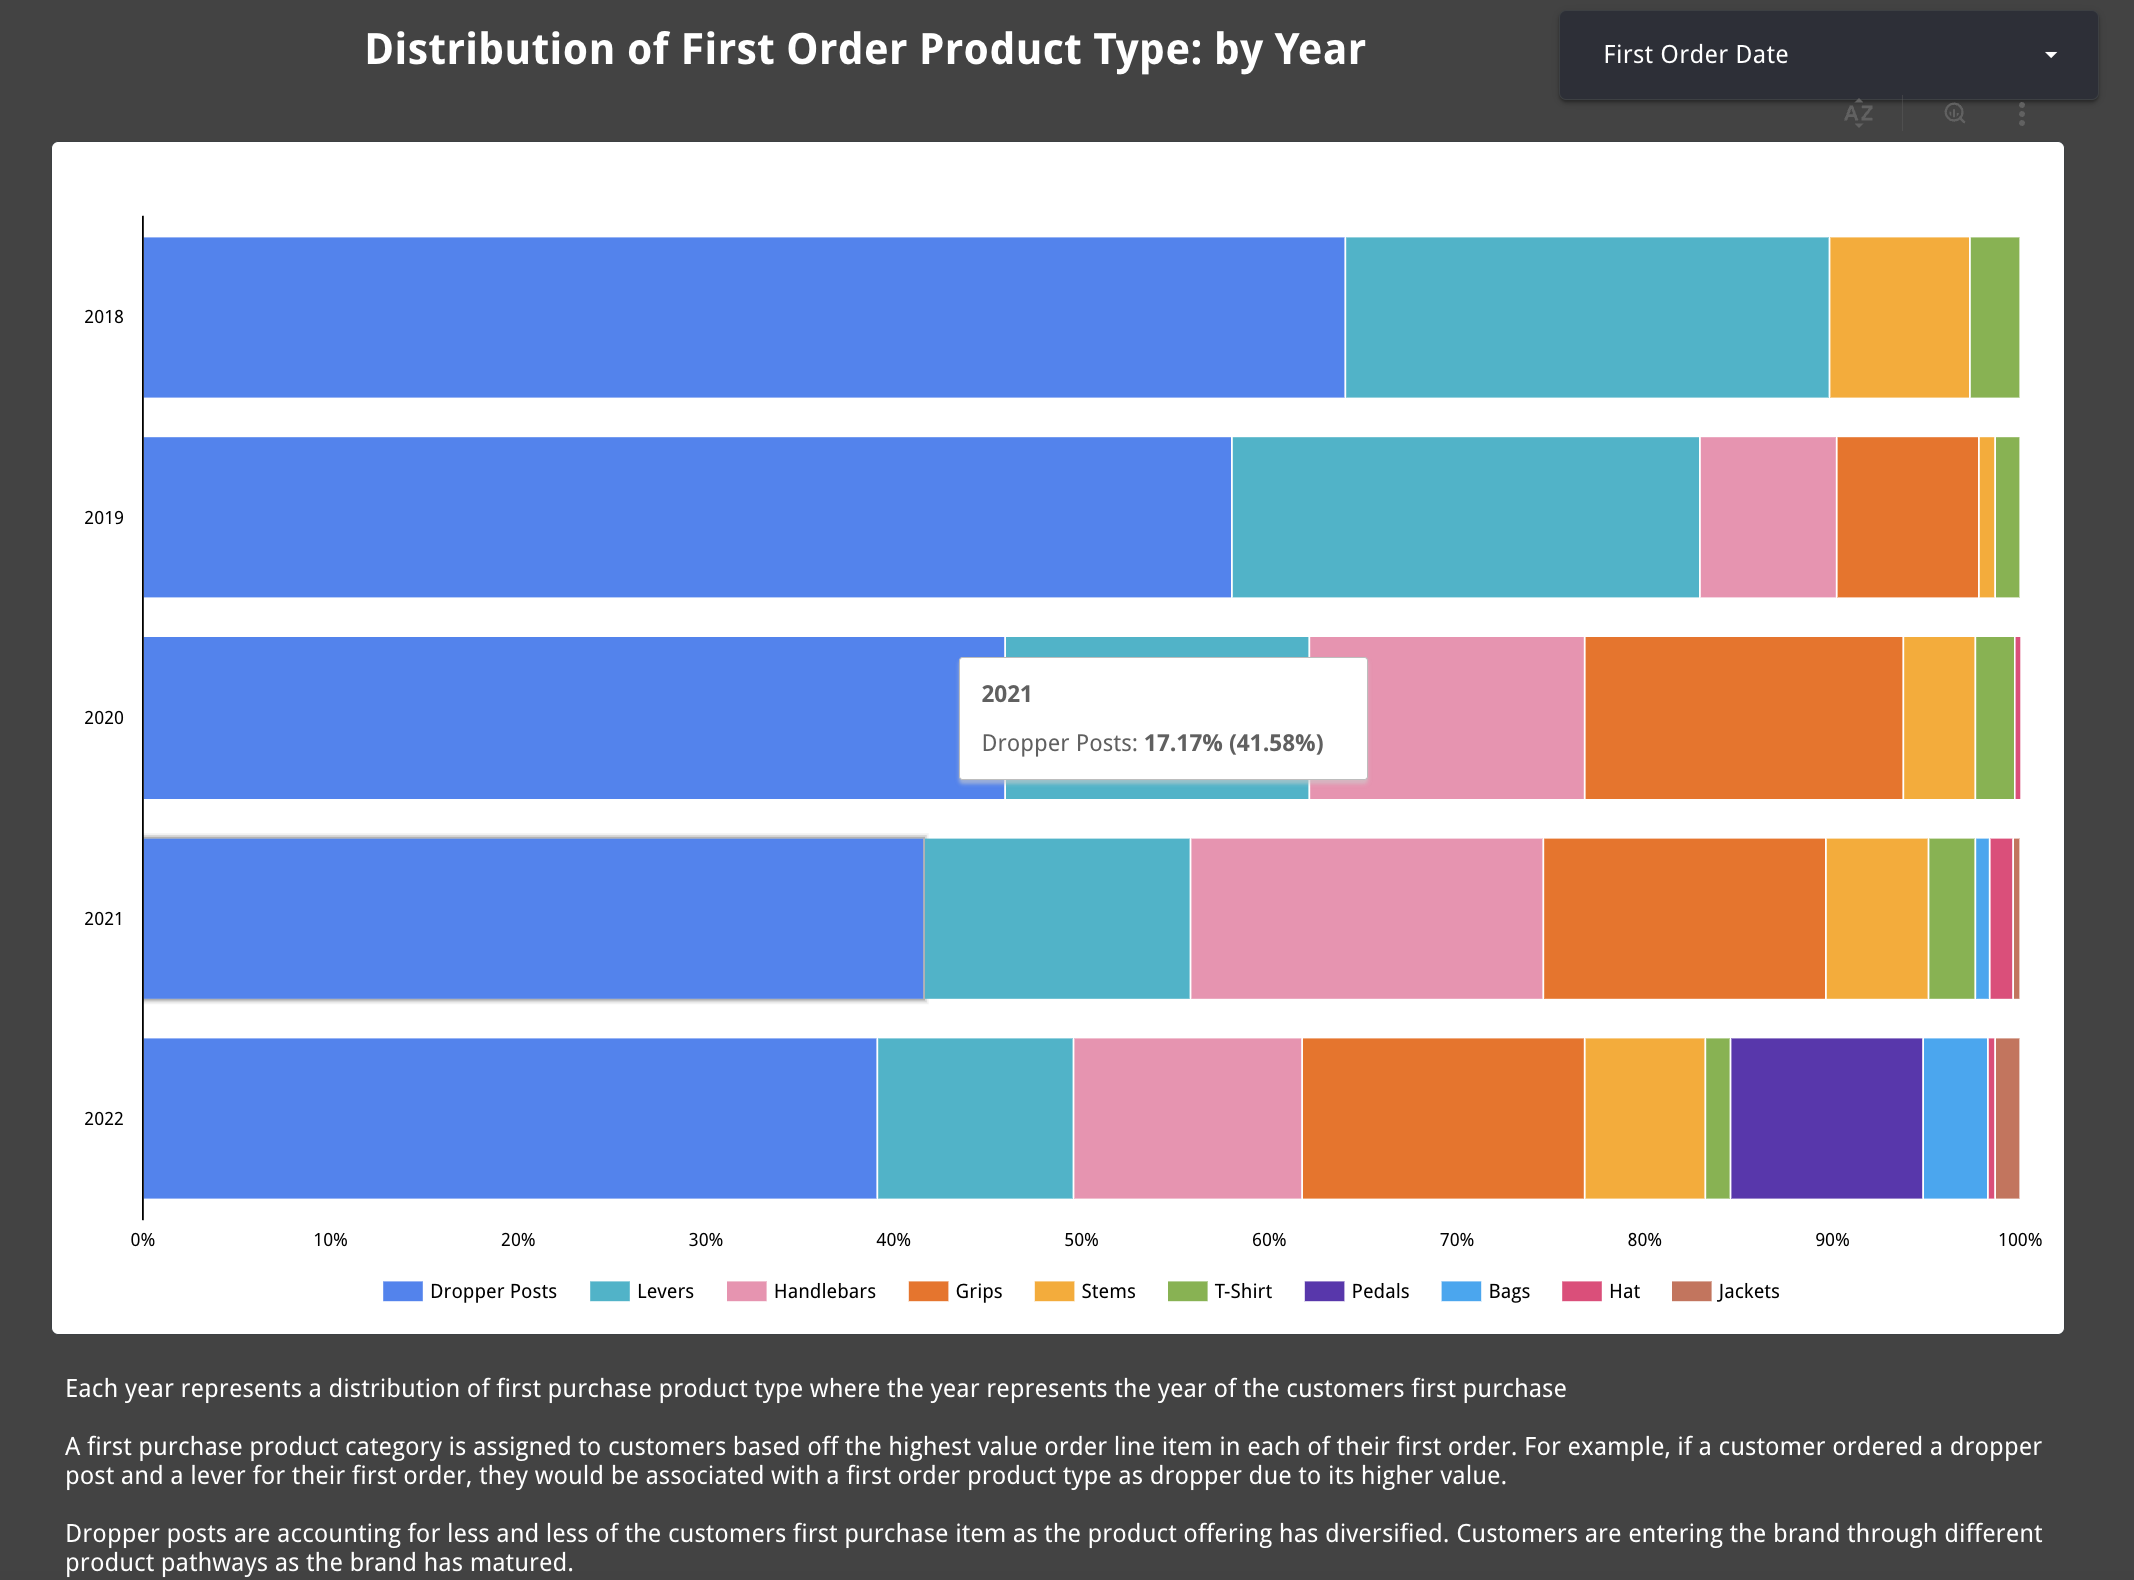 Distribution of First Order Product Type: by Year
First Order Date
AZ
2018
2019
2020
2021
Dropper Posts: 17.17% (41.58%)
2021
2022
0% 10% 20% 30% 40% 50% 60% 70% 80% 90% 100%
Dropper Posts Levers Handlebars Grips Stems T-Shirt Pedals Bags Hat Jackets
Each year represents a distribution of first purchase product type where the year represents the year of the customers first purchase
A first purchase product category is assigned to customers based off the highest value order line item in each of their first order. For example, if a customer ordered a dropper
post and a lever for their first order, they would be associated with a first order product type as dropper due to its higher value.
Dropper posts are accounting for less and less of the customers first purchase item as the product offering has diversified. Customers are entering the brand through different
product pathways as the brand has matured.